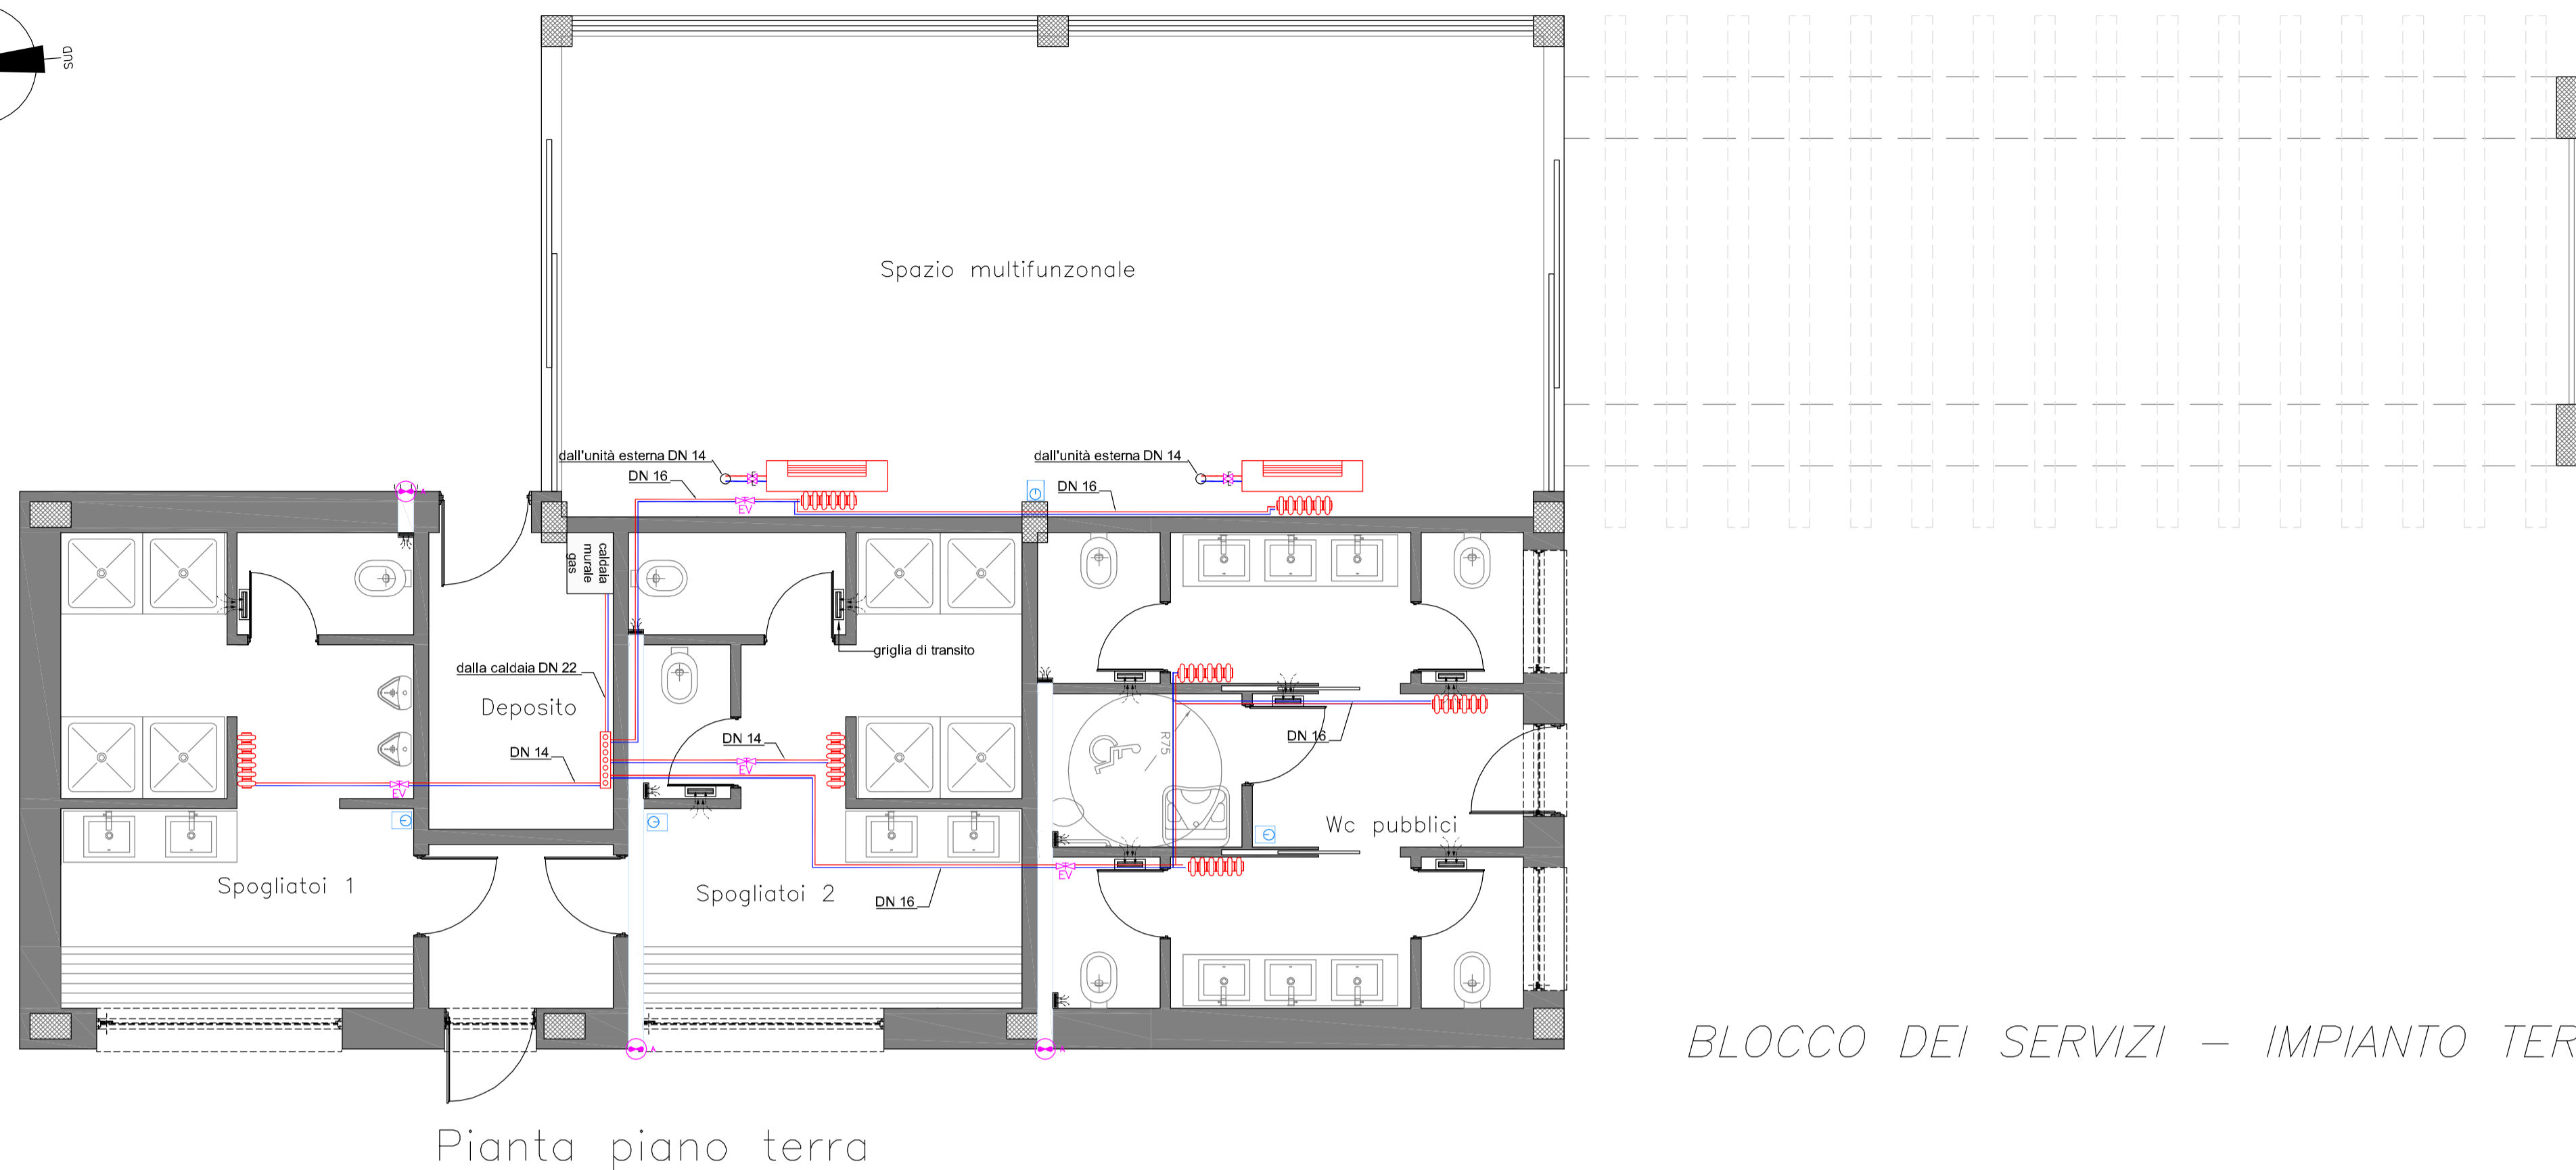 SUD
Spazio multifunzonale
dall'unità esterna DN 14
DN 16
EV
E
dall'unità esterna DN 14
DN 16
E
A
caldaia
murale
gas
griglia di transito
dalla caldaia DN 22
Deposito
DN 14
EV
DN 14
EV
R75
DN 16
Wc pubblici
EV
Spogliatoi 1
Spogliatoi 2
DN 16
A
A
BLOCCO DEI SERVIZI – IMPIANTO TER
Pianta piano terra